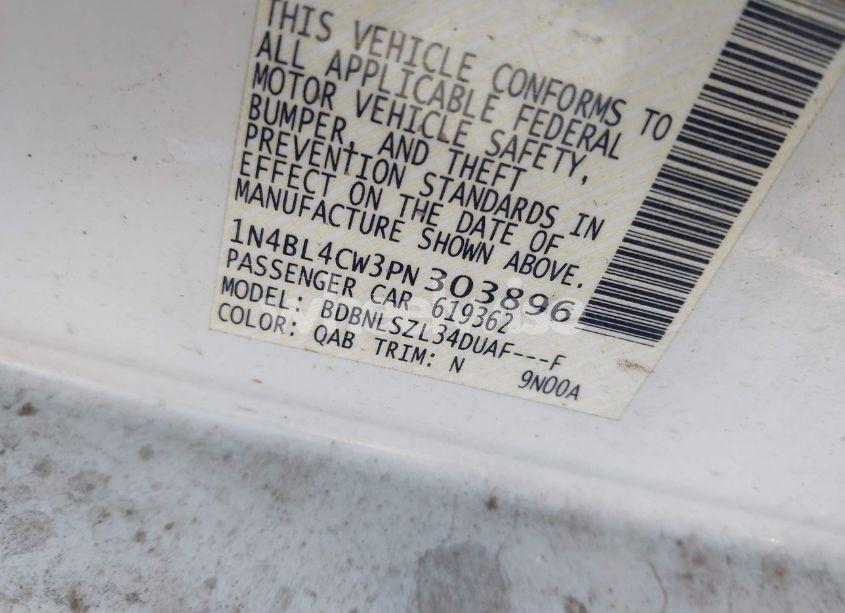 THIS VEHICLE CONFORMS TO
ALL APPLICABLE FEDERAL
MOTOR VEHICLE SAFETY,
BUMPER, AND THEFT
PREVENTION STANDARDS IN
EFFECT ON THE DATE OF
MANUFACTURE SHOWN ABOVE.
1N4BL4CW3PN303896
PASSENGER CAR 619362
MODEL: BDBNLSZL34DUAF---F
COLOR: QAB TRIM: N 9N00A